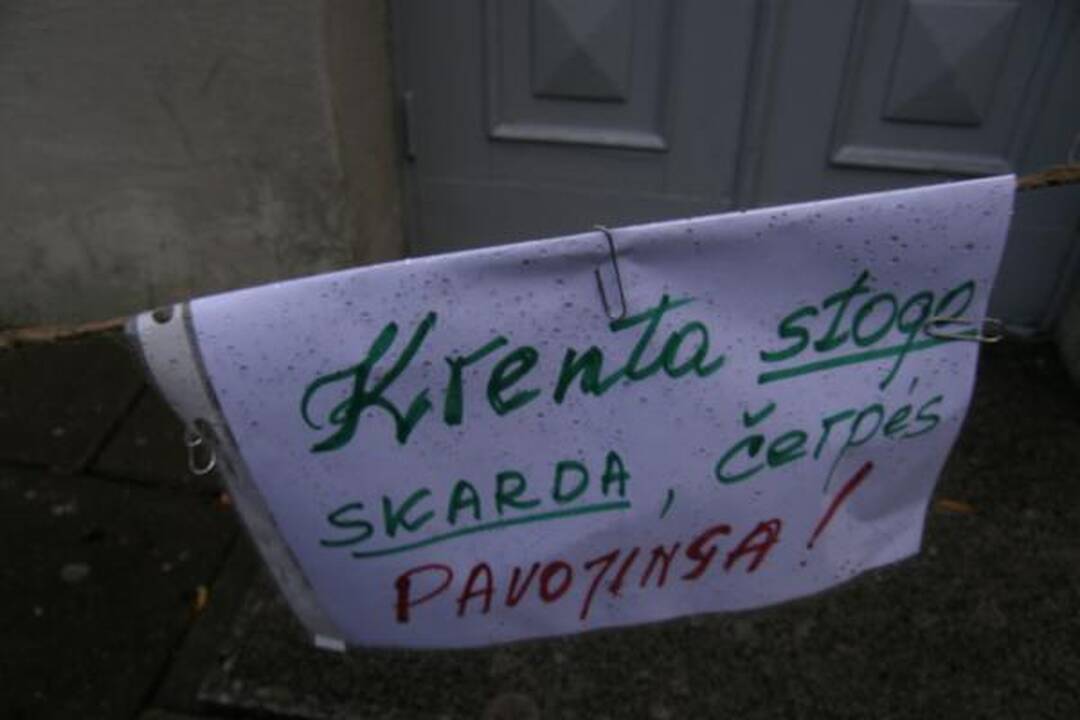 Krenta stogo
SKARDA, čerpės
PAVOJINGA!